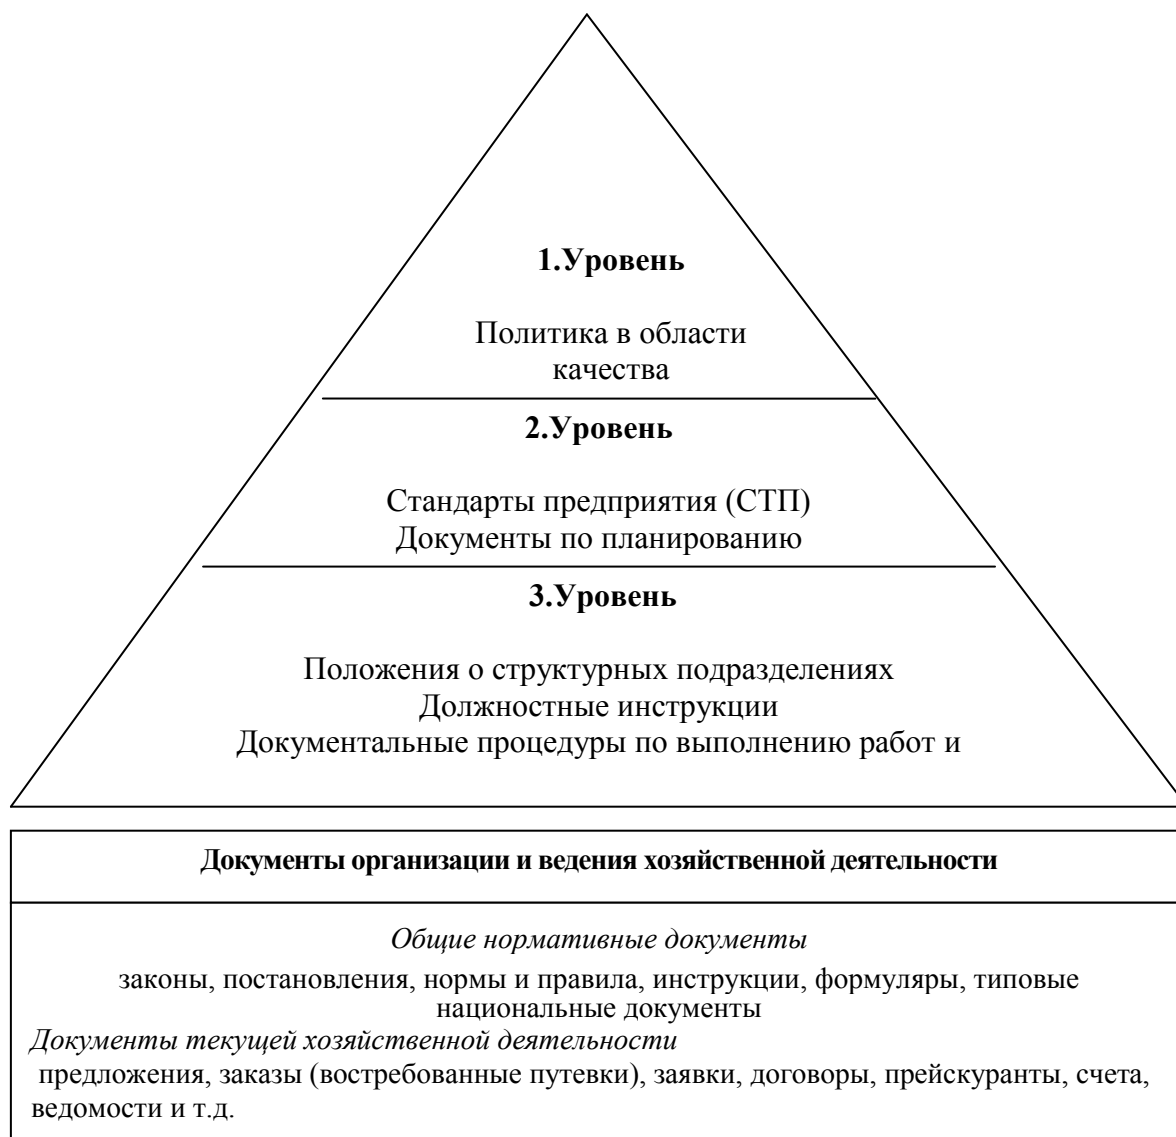 1.Уровень
Политика в области
качества
2.Уровень
Стандарты предприятия (СТП)
Документы по планированию
3.Уровень
Положения о структурных подразделениях
Должностные инструкции
Документальные процедуры по выполнению работ и
Документы организации и ведения хозяйственной деятельности
Общие нормативные документы
законы, постановления, нормы и правила, инструкции, формуляры, типовые
национальные документы
Документы текущей хозяйственной деятельности
предложения, заказы (востребованные путевки), заявки, договоры, прейскуранты, счета,
ведомости и т.д.